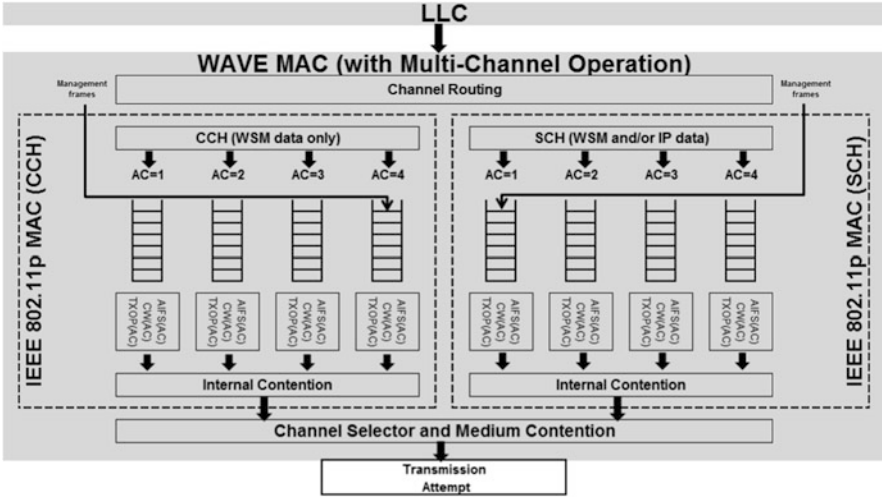 LLC
WAVE MAC (with Multi-Channel Operation)
Management
frames
Channel Routing
Management
frames
IEEE 802.11p MAC (CCH)
CCH (WSM data only)
AC=1
AC=2
AC=3
AC=4
AIFS(AC)
CW(AC)
TXOP(AC)
AIFS(AC)
CW(AC)
TXOP(AC)
AIFS(AC)
CW(AC)
TXOP(AC)
AIFS(AC)
CW(AC)
TXOP(AC)
Internal Contention
SCH (WSM and/or IP data)
AC=1
AC=2
AC=3
AC=4
AIFS(AC)
CW(AC)
TXOP(AC)
AIFS(AC)
CW(AC)
TXOP(AC)
AIFS(AC)
CW(AC)
TXOP(AC)
AIFS(AC)
CW(AC)
TXOP(AC)
Internal Contention
IEEE 802.11p MAC (SCH)
Channel Selector and Medium Contention
Transmission
Attempt